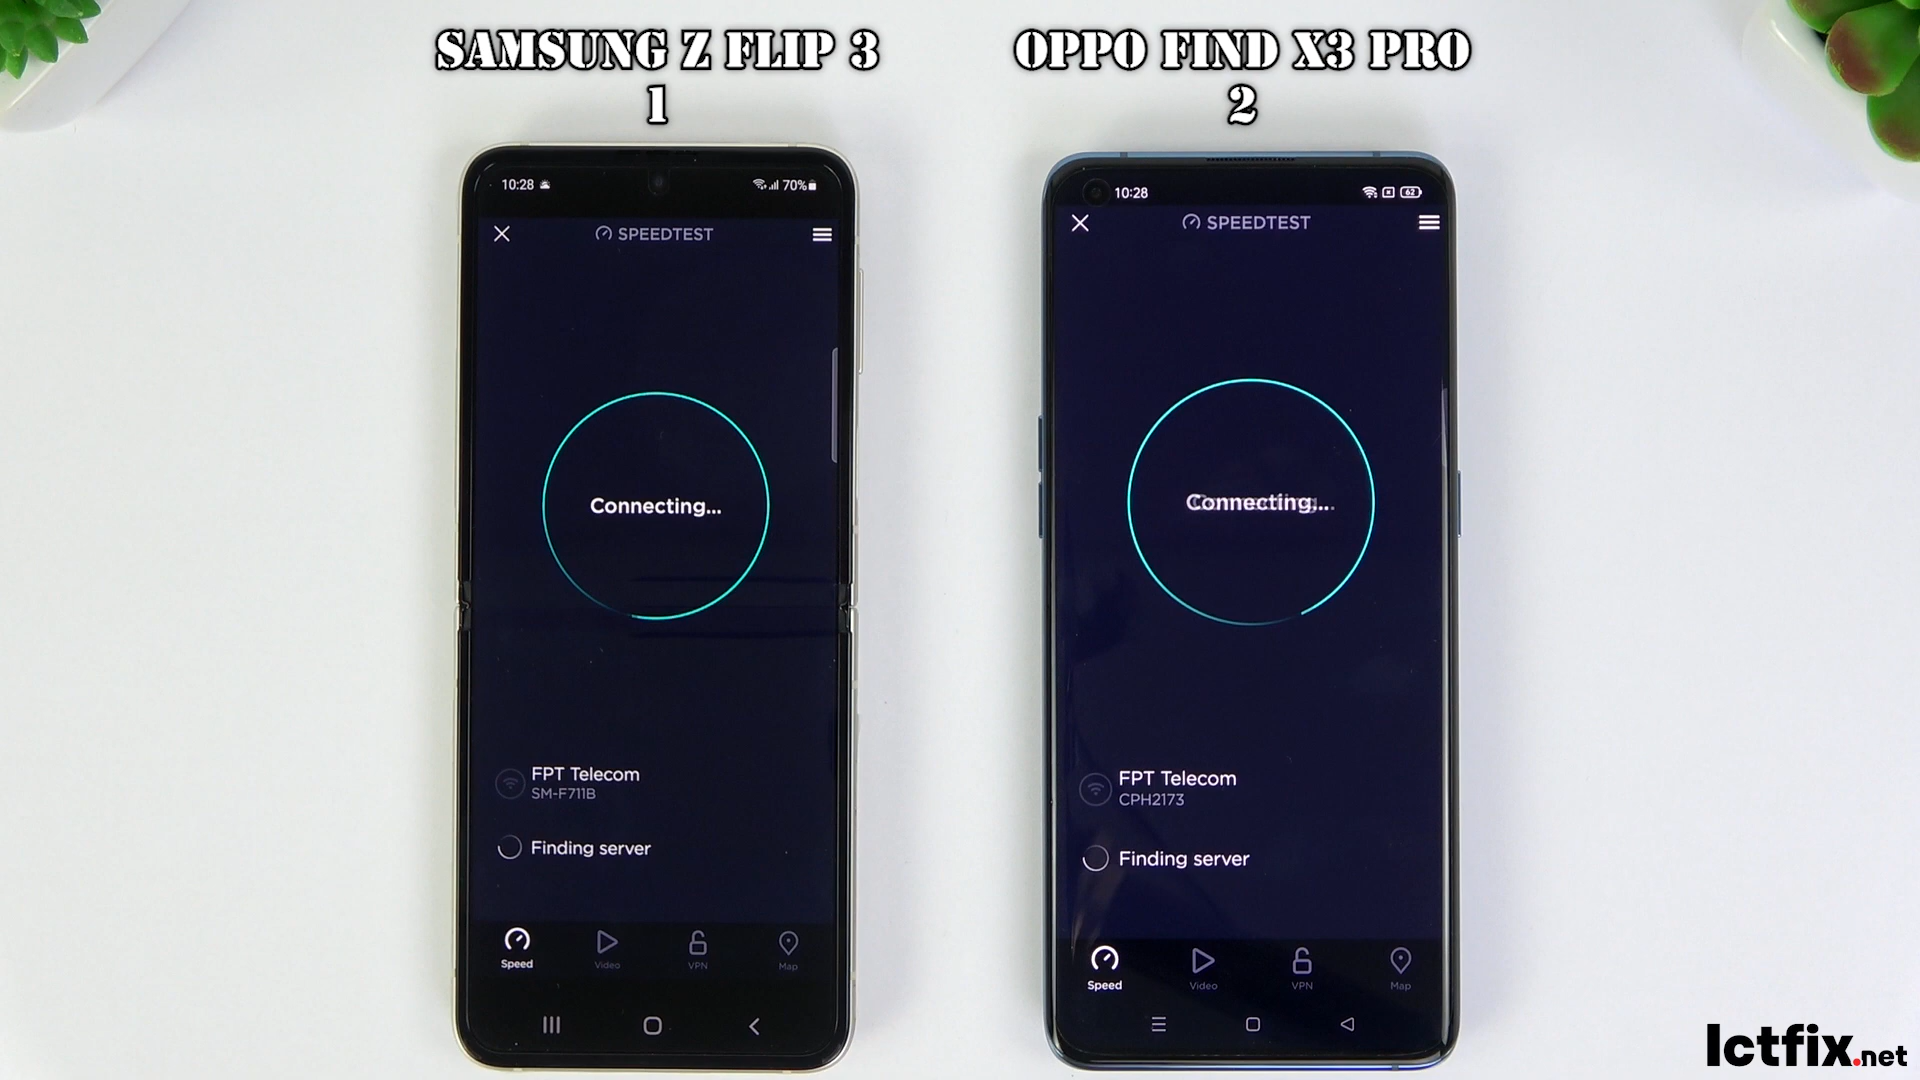 SAMSUNG Z FLIP 3
1
OPPO FIND X3 PRO
2
10:28
70%
SPEEDTEST
Connecting...
FPT Telecom
SM-F711B
Finding server
Speed
Video
VPN
Map
10:28
62
SPEEDTEST
Connecting...
FPT Telecom
CPH2173
Finding server
Speed
Video
VPN
Map
Ictfix.net